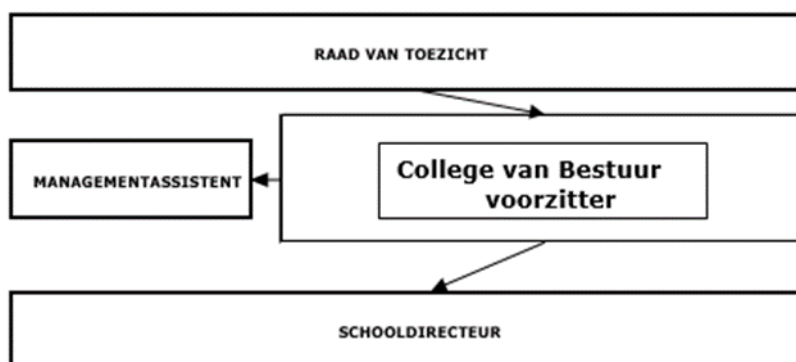 RAAD VAN TOEZICHT
MANAGEMENTASSISTENT
College van Bestuur
voorzitter
SCHOOLDIRECTEUR